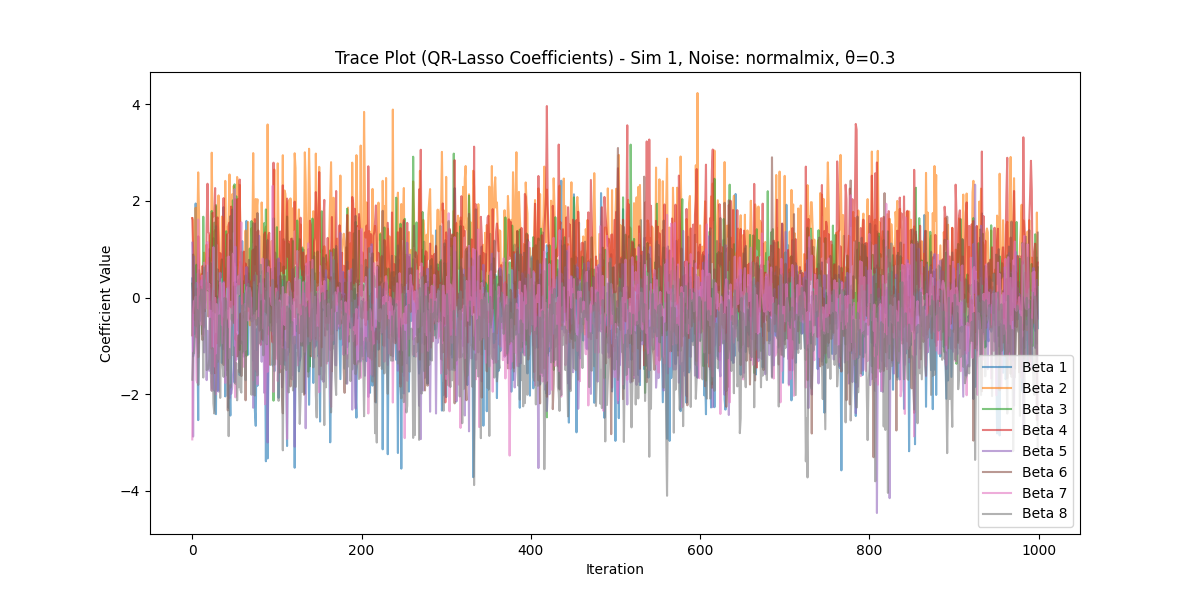 Trace Plot (QR-Lasso Coefficients) - Sim 1, Noise: normalmix, θ=0.3
Coefficient Value
4
2
0
−2
−4
Beta 1
Beta 2
Beta 3
Beta 4
Beta 5
Beta 6
Beta 7
Beta 8
0 200 400 600 800 1000
Iteration